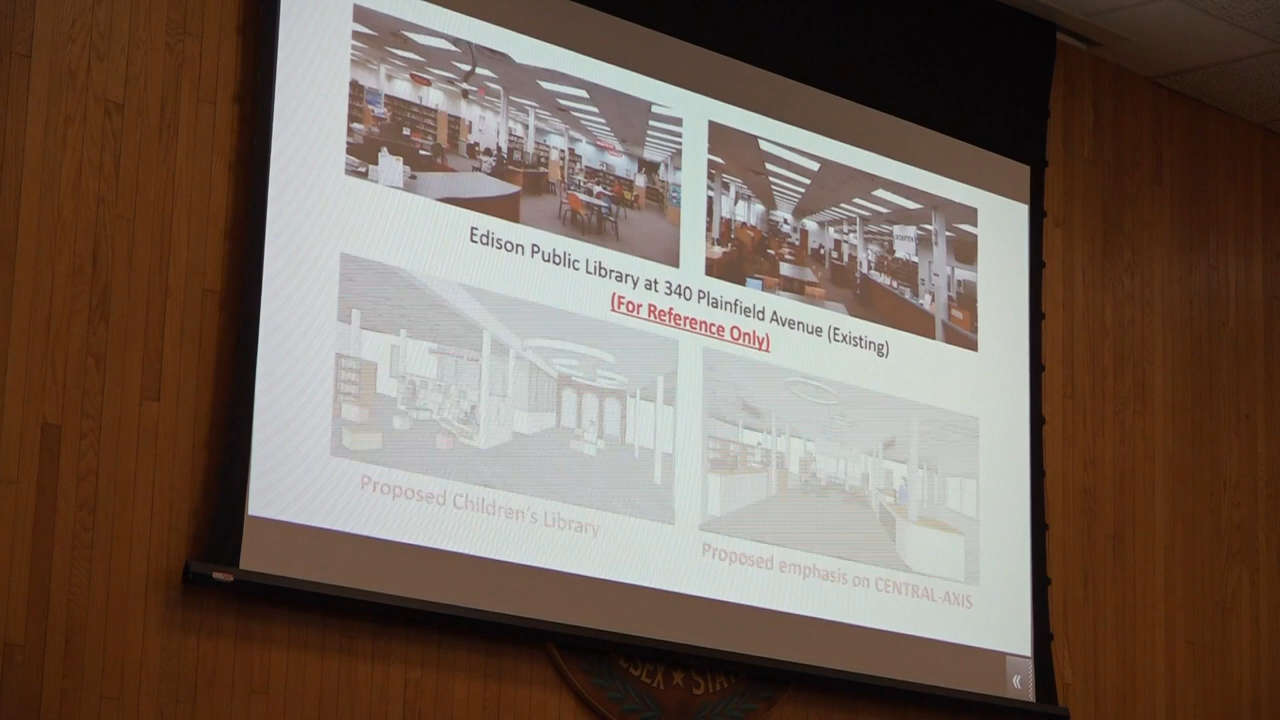 Edison Public Library at 340 Plainfield Avenue (Existing)
(For Reference Only)
Proposed Children's Library
Proposed emphasis on CENTRAL-AXIS
«